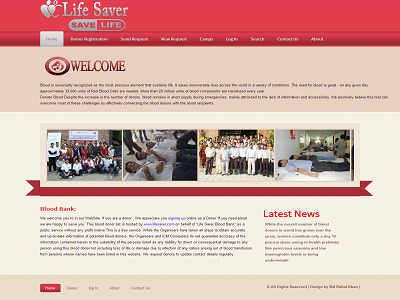 Life Saver
SAVE LIFE
Home Donor Registration Send Request View Request Camps Log In Search Contact Us About
WELCOME
Blood is universally recognized as the most precious element that sustains life. It saves innumerable lives across the world in a variety of conditions. The need for blood is great - on any given day,
approximately 39,000 units of Red Blood Cells are needed. More than 29 million units of blood components are transfused every year.
Donate Blood Despite the increase in the number of donors, blood remains in short supply during emergencies, mainly attributed to the lack of information and accessibility. We positively believe this tool can
overcome most of these challenges by effectively connecting the blood donors with the blood recipients.
Blood Bank:
We welcome you to in our WebSite. If you are a donor , We appreciate you signing up online as a Donor. If you need blood
we are happy to serve you. This blood donor list is hosted by www.lifesaver.com on behalf of "Life Saver Blood Bank" as a
public service without any profit motive.This is a free service. While the Organisers have taken all steps to obtain accurate
and up-to-date information of potential blood donors, the Organisers and ICM Computers do not guarantee accuracy of the
information contained herein or the suitability of the persons listed as any liability for direct or consequential damage to any
person using this blood donor list including loss of life or damage due to infection of any nature arising out of blood transfusion
from persons whose names have been listed in this website. We request donors to update contact details regularly.
Latest News
While the overall number of blood
donors in world has grown over the
years, women constitute only a tiny 10
percent share owing to health problems
like pernicious anaemia and low
haemoglobin levels or being
underweight.
Home Donor log in About Contact Us
© All Rights Reserved | Design by Md Rahat Khan |